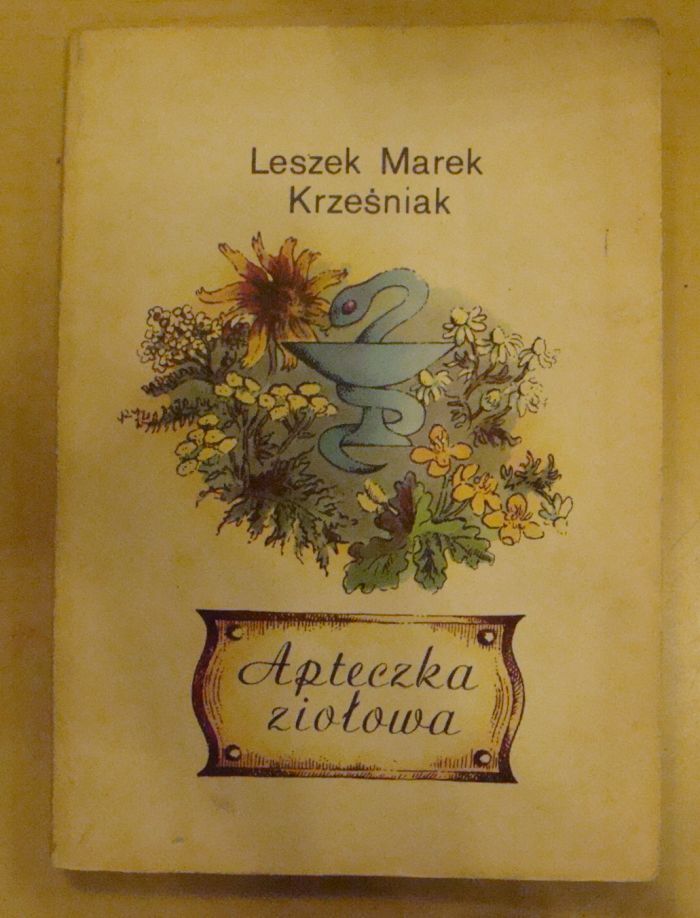 Leszek Marek
Krześniak
Apteczka
ziołowa